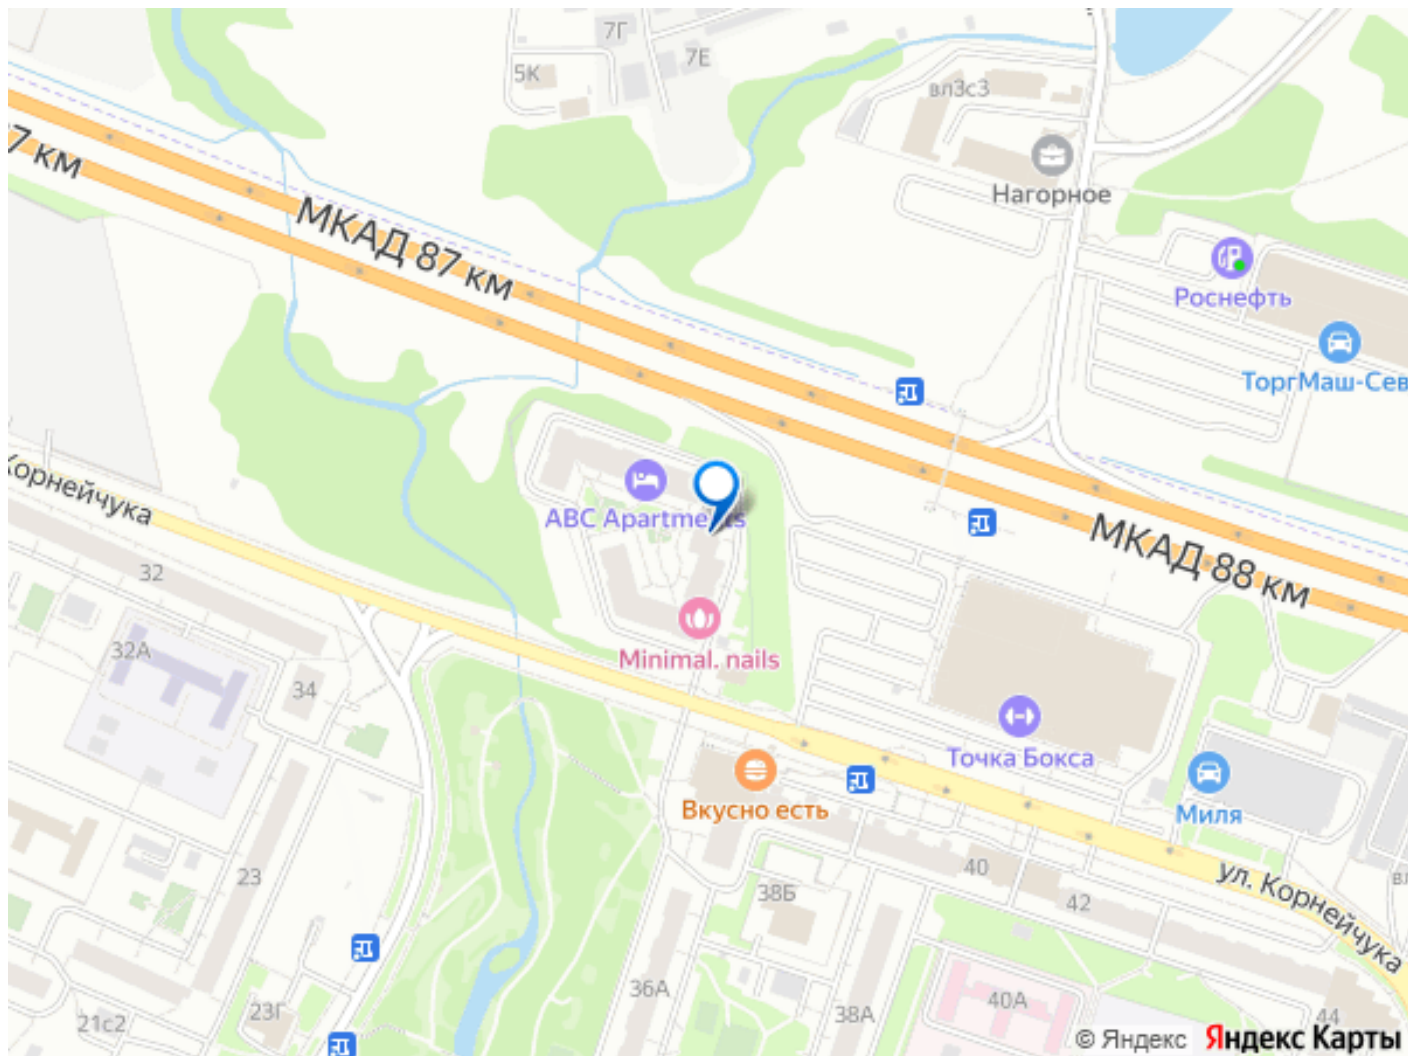 7Г
7Е
5К
вл3с3
7 км
МКАД 87 км
Нагорное
Роснефть
ТоргМаш-Сев
Корнейчука
ABC Apartments
МКАД 88 км
32
32А
34
Minimal. nails
Точка Бокса
Миля
Вкусно есть
ул. Корнейчука
23
40
38Б
42
вл
36А
38А
40А
44
23Г
21с2
© Яндекс Яндекс Карты